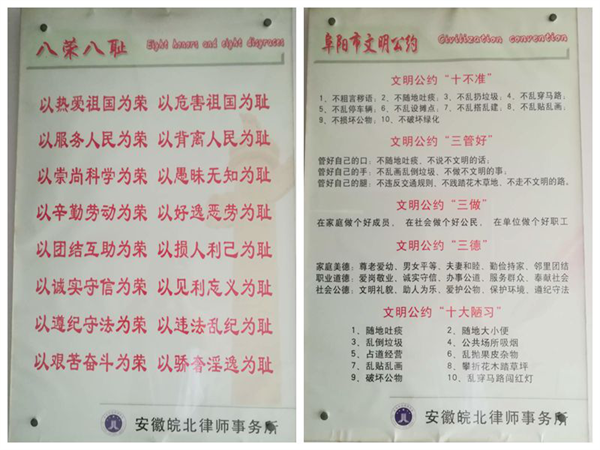 八荣八耻 Eight honers and eight disgraces
以热爱祖国为荣 以危害祖国为耻
以服务人民为荣 以背离人民为耻
以崇尚科学为荣 以愚昧无知为耻
以辛勤劳动为荣 以好逸恶劳为耻
以团结互助为荣 以损人利己为耻
以诚实守信为荣 以见利忘义为耻
以遵纪守法为荣 以违法乱纪为耻
以艰苦奋斗为荣 以骄奢淫逸为耻
安徽皖北律师事务所
阜阳市文明公约 Civilization convention
文明公约“十不准”
1、不粗言秽语；2、不随地吐痰；3、不乱扔垃圾；4、不乱穿马路；
5、不乱停车辆；6、不乱设摊点；7、不乱搭乱建；8、不乱贴乱画；
9、不损坏公物；10、不破坏绿化
文明公约“三管好”
管好自己的口：不随地吐痰、不说不文明的话；
管好自己的手：不乱画乱倒垃圾、不做不文明的事；
管好自己的腿：不违反交通规则、不践踏花木草地、不走不文明的路。
文明公约“三做”
在家庭做个好成员， 在社会做个好公民， 在单位做个好职工
文明公约“三德”
家庭美德：尊老爱幼、男女平等、夫妻和睦、勤俭持家、邻里团结
职业道德：爱岗敬业、诚实守信、办事公道、服务群众、奉献社会
社会公德：文明礼貌、助人为乐、爱护公物、保护环境、遵纪守法
文明公约“十大陋习”
1、随地吐痰 2、随地大小便
3、乱倒垃圾 4、公共场所吸烟
5、占道经营 6、乱抛果皮杂物
7、乱贴乱画 8、攀折花木踏草坪
9、破坏公物 10、乱穿马路闯红灯
安徽皖北律师事务所